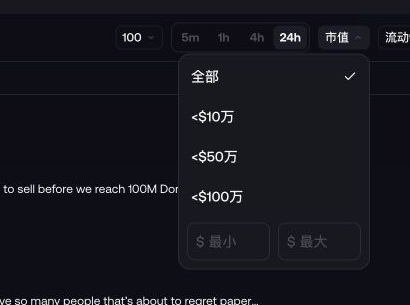 100 5m 1h 4h 24h 市值 流动
全部
<$10万
<$50万
to sell before we reach 100M Dor
<$100万
$ 最小 $ 最大
ve so many people that's about to regret paper...